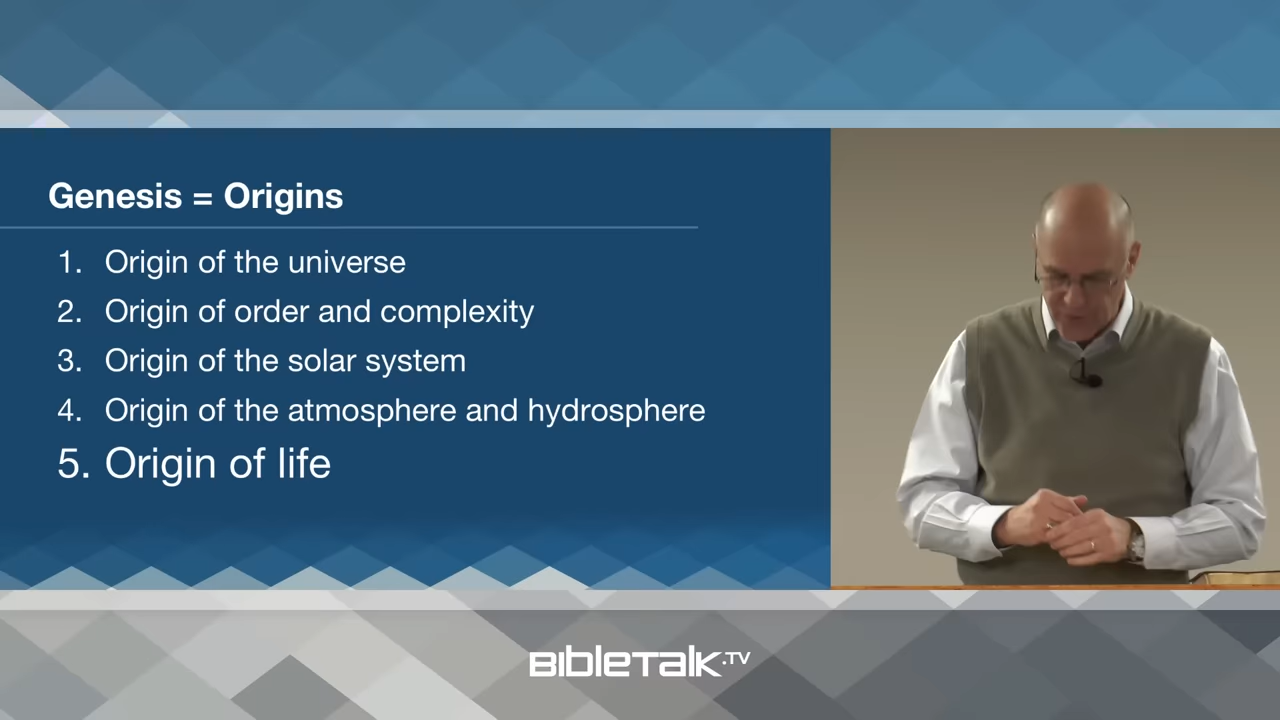 Genesis = Origins
1. Origin of the universe
2. Origin of order and complexity
3. Origin of the solar system
4. Origin of the atmosphere and hydrosphere
5. Origin of life
BiBleTalk.TV